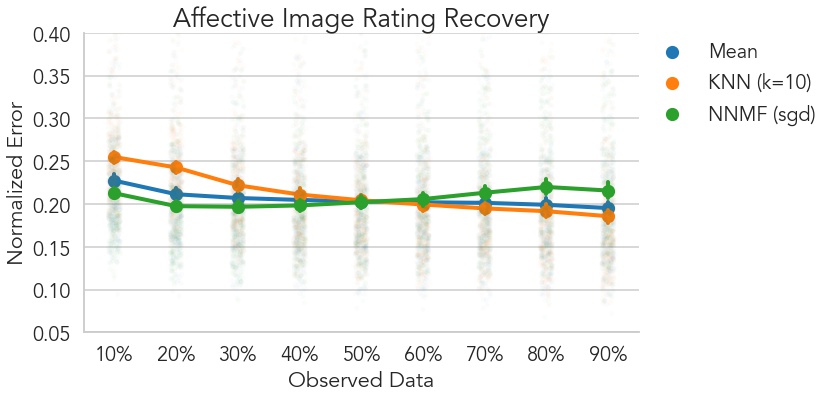 Affective Image Rating Recovery
Normalized Error
0.40
0.35
0.30
0.25
0.20
0.15
0.10
0.05
10% 20% 30% 40% 50% 60% 70% 80% 90%
Observed Data
Mean
KNN (k=10)
NNMF (sgd)